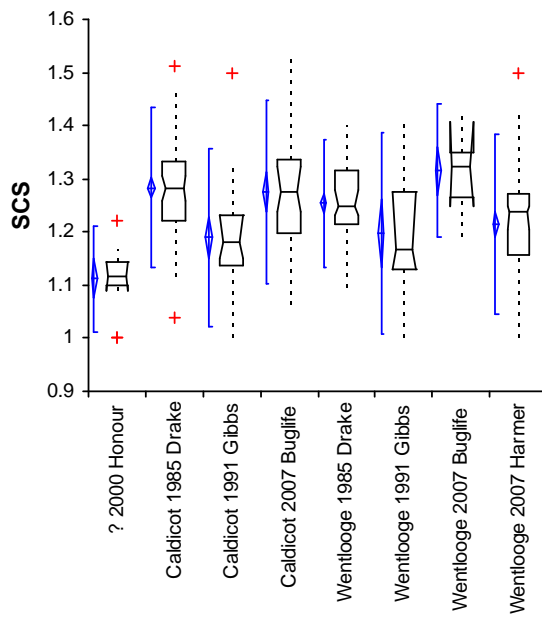 1.6
1.5
1.4
1.3
1.2
1.1
1
0.9
SCS
? 2000 Honour
Caldicot 1985 Drake
Caldicot 1991 Gibbs
Caldicot 2007 Buglife
Wentlooge 1985 Drake
Wentlooge 1991 Gibbs
Wentlooge 2007 Buglife
Wentlooge 2007 Harmer